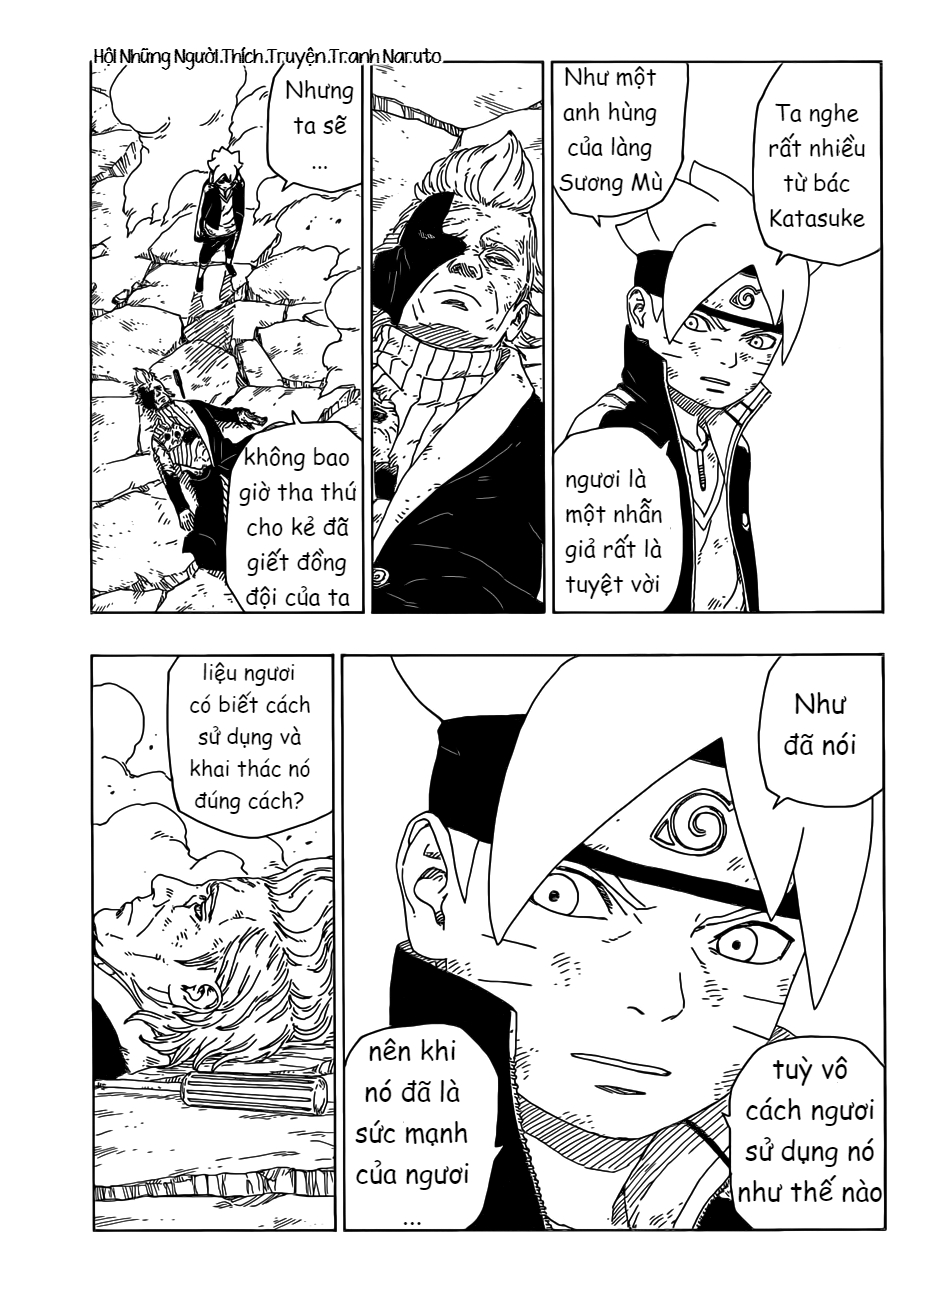 Hội Những Người Thích Truyện Tranh Naruto
Ta nghe
rất nhiều
từ bác
Katasuke
Như một
anh hùng
của làng
Sương Mù
ngươi là
một nhẫn
giả rất là
tuyệt vời
Nhưng
ta sẽ
...
không bao
giờ tha thứ
cho kẻ đã
giết đồng
đội của ta
Như
đã nói
tuỳ vô
cách ngươi
sử dụng nó
như thế nào
nên khi
nó đã là
sức mạnh
của ngươi
...
liệu ngươi
có biết cách
sử dụng và
khai thác nó
đúng cách?